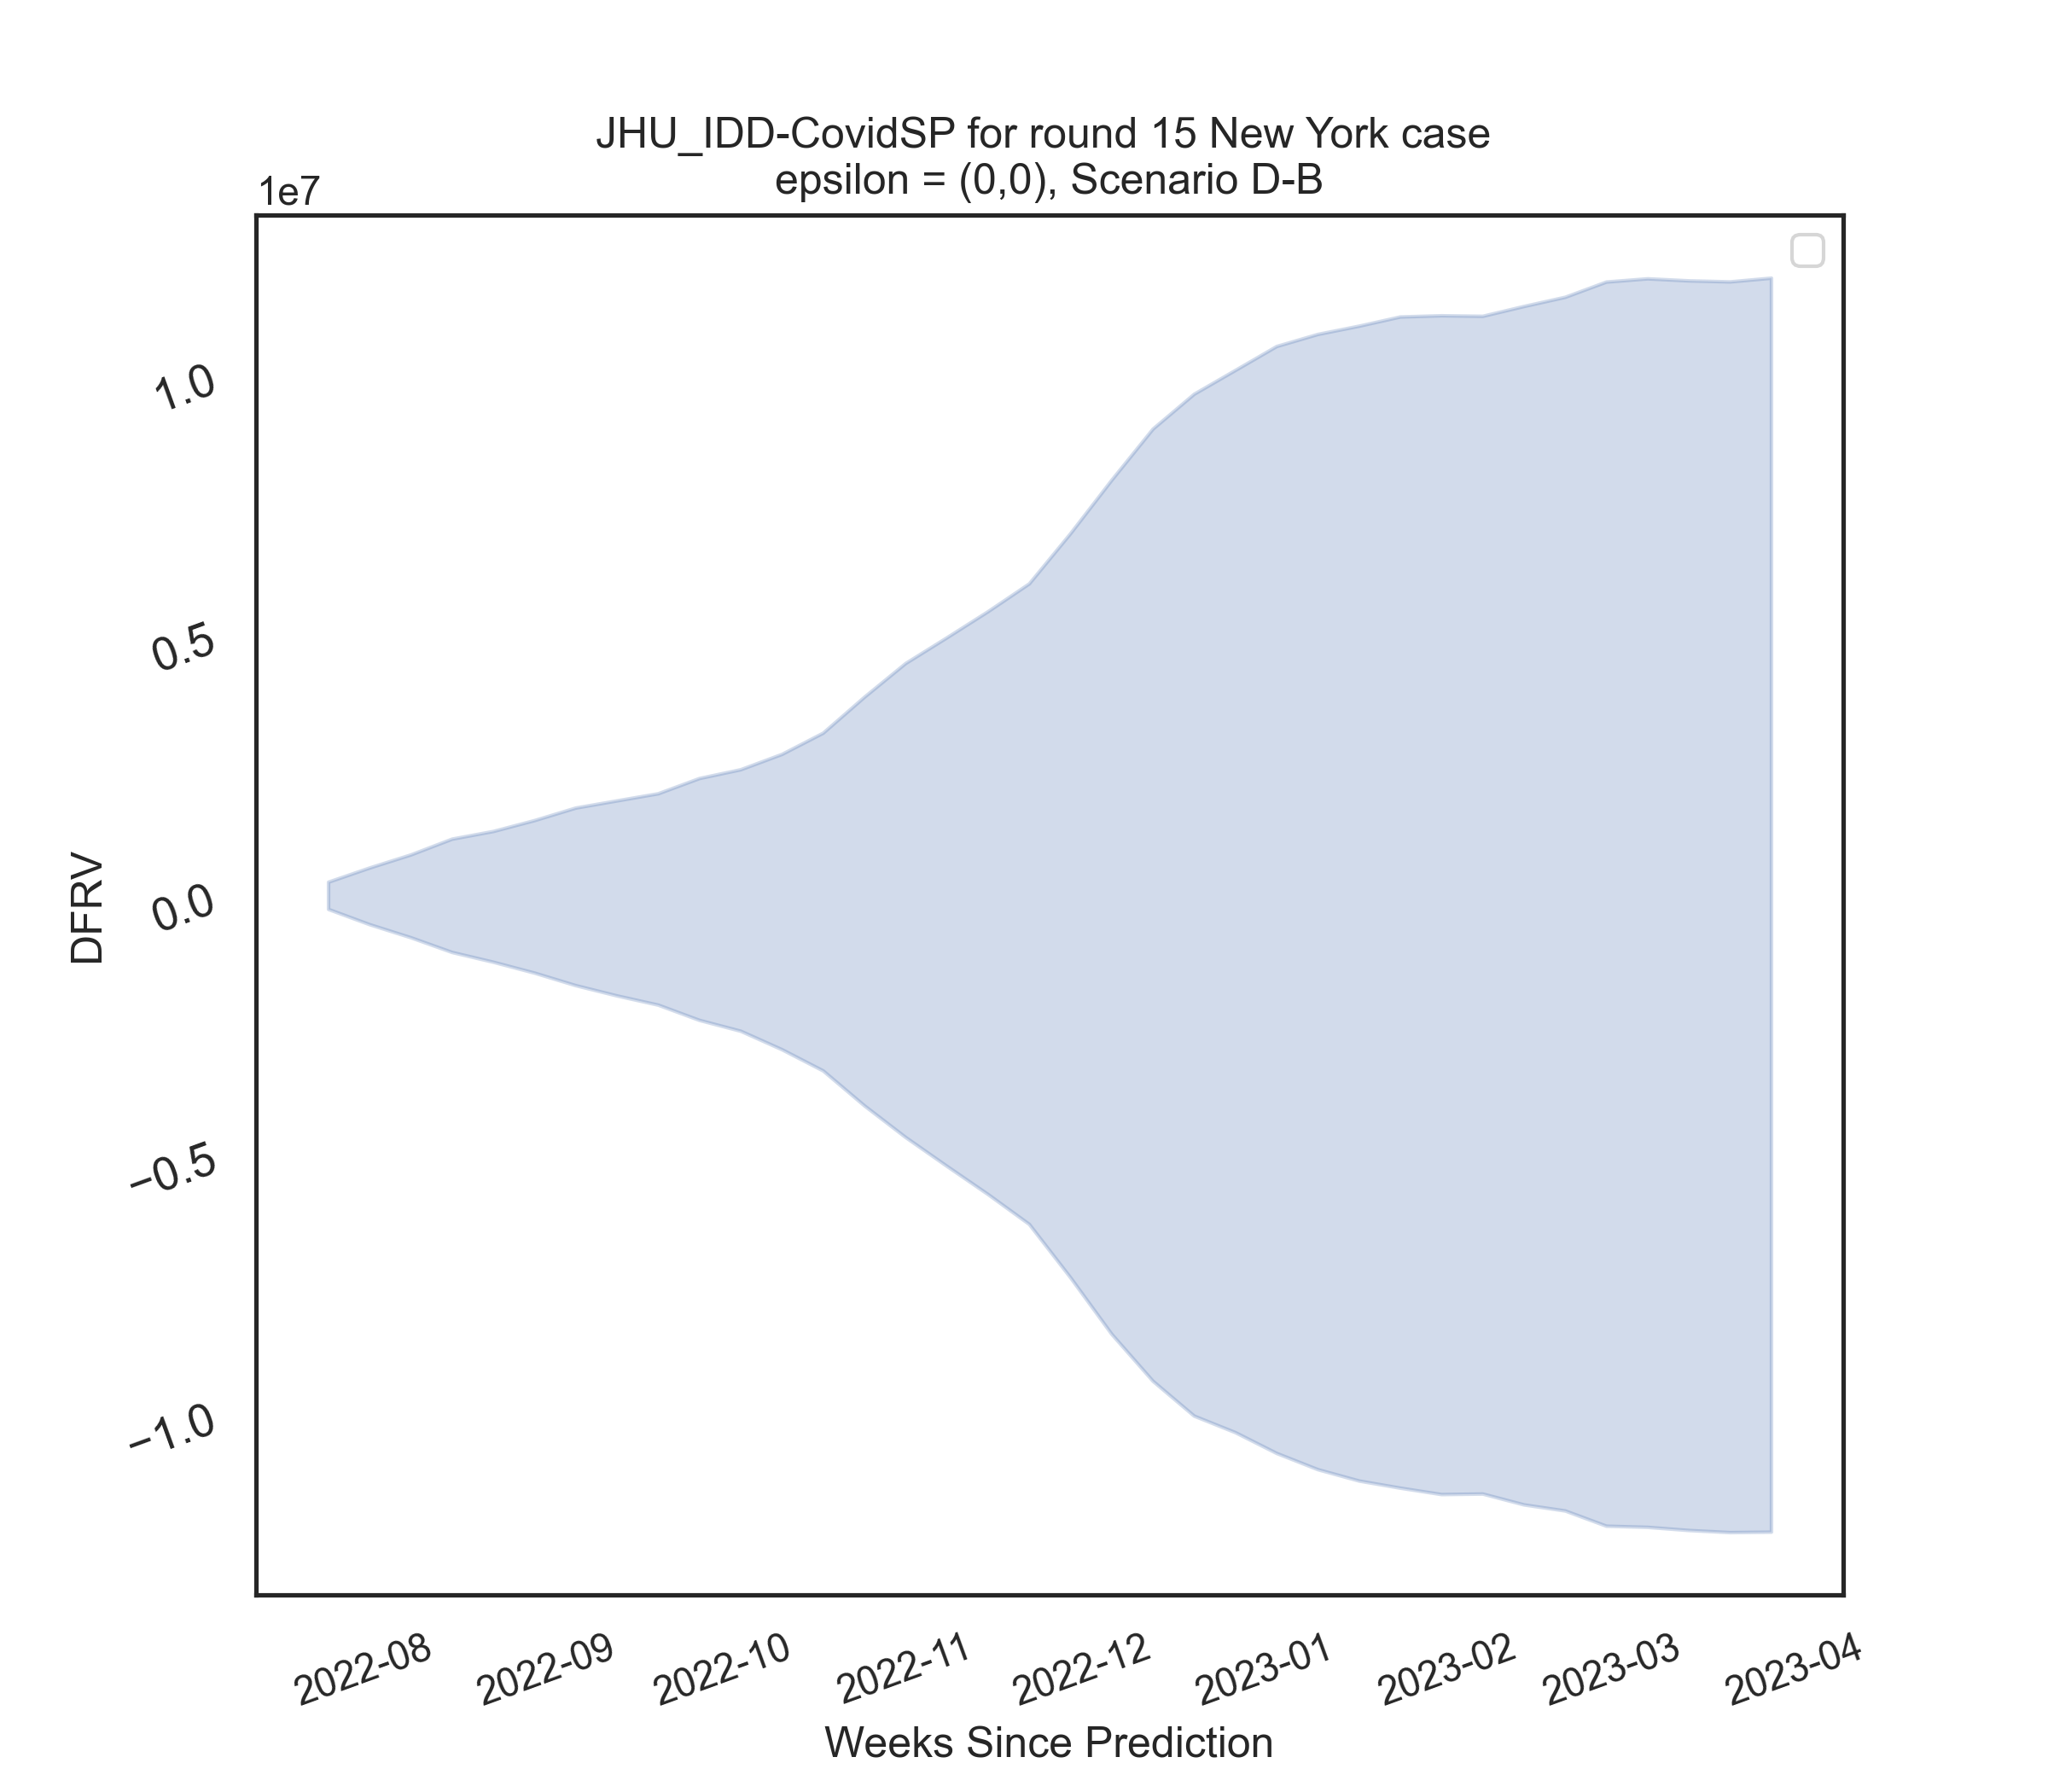 JHU_IDD-CovidSP for round 15 New York case
epsilon = (0,0), Scenario D-B
1e7
1.0
0.5
0.0
−0.5
−1.0
DFRV
2022-08
2022-09
2022-10
2022-11
2022-12
2023-01
2023-02
2023-03
2023-04
Weeks Since Prediction